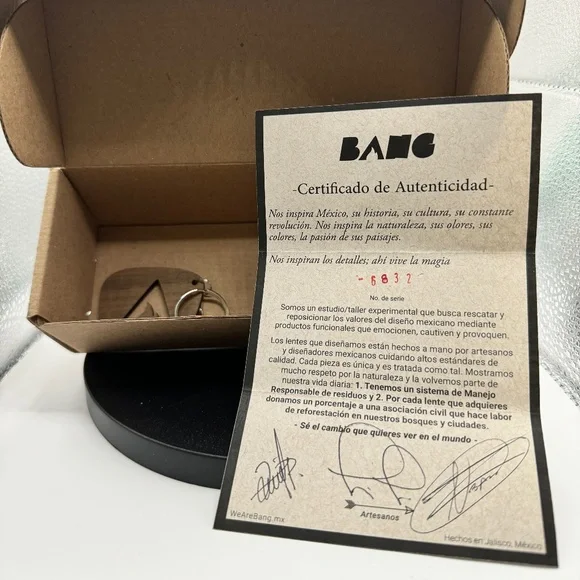 BANG
-Certificado de Autenticidad-
Nos inspira México, su historia, su cultura, su constante
revolución. Nos inspira la naturaleza, sus olores, sus
colores, la pasión de sus paisajes.
Nos inspiran los detalles; ahí vive la magia
- 6832
No. de serie
Somos un estudio/taller experimental que busca rescatar y
reposicionar los valores del diseño mexicano mediante
productos funcionales que emocionen, cautiven y provoquen.
Los lentes que diseñamos están hechos a mano por artesanos
y diseñadores mexicanos cuidando altos estándares de
calidad. Cada pieza es única y es tratada como tal. Mostramos
mucho respeto por la naturaleza y la volvemos parte de
nuestra vida diaria: 1. Tenemos un sistema de Manejo
Responsable de residuos y 2. Por cada lente que adquieres
donamos un porcentaje a una asociación civil que hace labor
de reforestación en nuestros bosques y ciudades.
- Sé el cambio que quieres ver en el mundo -
Artesanos
WeAreBang.mx
Hechos en Jalisco, México